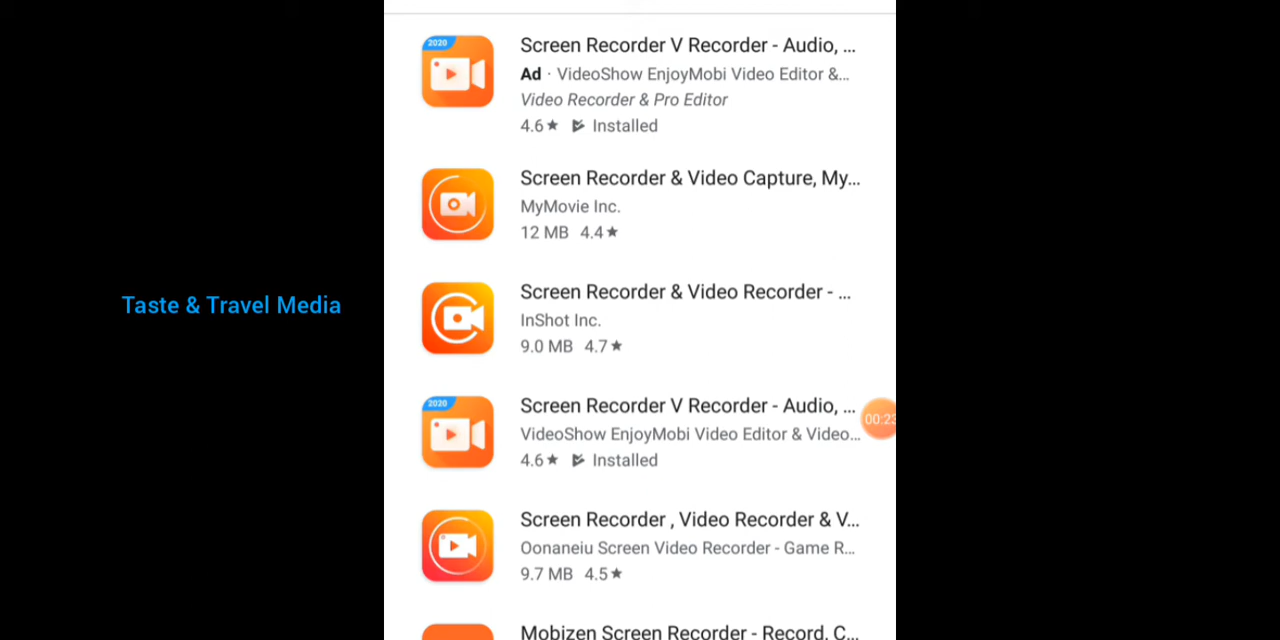 2020
Screen Recorder V Recorder - Audio, ...
Ad · VideoShow EnjoyMobi Video Editor &...
Video Recorder & Pro Editor
4.6★ Installed
Screen Recorder & Video Capture, My...
MyMovie Inc.
12 MB 4.4★
Taste & Travel Media
Screen Recorder & Video Recorder - ...
InShot Inc.
9.0 MB 4.7★
2020
Screen Recorder V Recorder - Audio, ...
00:23
VideoShow EnjoyMobi Video Editor & Video...
4.6★ Installed
Screen Recorder , Video Recorder & V...
Oonaneiu Screen Video Recorder - Game R...
9.7 MB 4.5★
Mobizen Screen Recorder - Record, C...